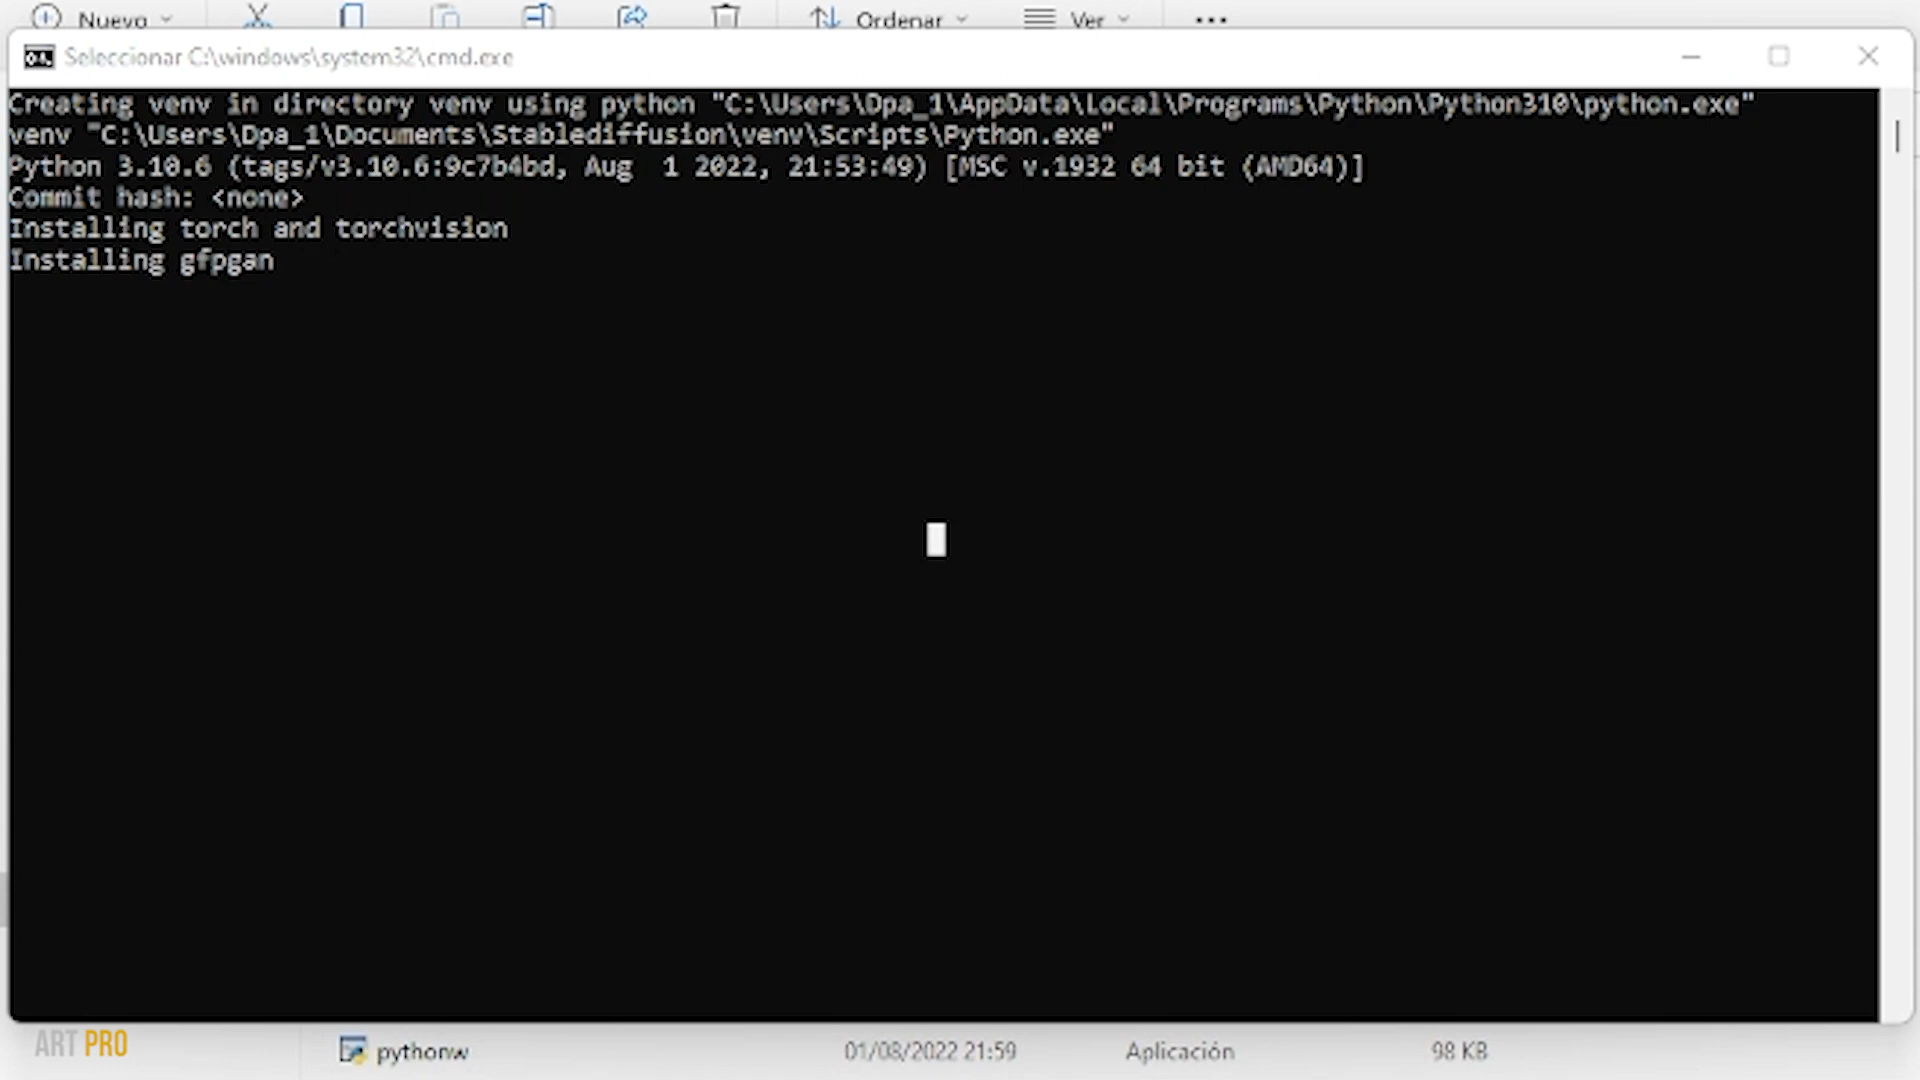 Nuevo
Ordenar
Ver
Seleccionar C:\windows\system32\cmd.exe
Creating venv in directory venv using python "C:\Users\Dpa_1\AppData\Local\Programs\Python\Python310\python.exe"
venv "C:\Users\Dpa_1\Documents\Stablediffusion\venv\Scripts\Python.exe"
Python 3.10.6 (tags/v3.10.6:9c7b4bd, Aug  1 2022, 21:53:49) [MSC v.1932 64 bit (AMD64)]
Commit hash: <none>
Installing torch and torchvision
Installing gfpgan
ART PRO
pythonw 01/08/2022 21:59 Aplicación 98 KB